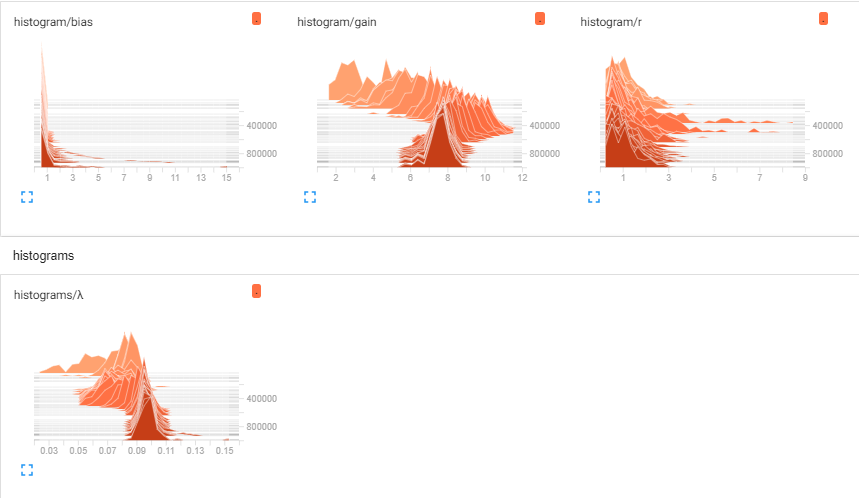 histogram/bias
histogram/gain
histogram/r
400000
800000
1 3 5 7 9 11 13 15
400000
800000
2 4 6 8 10 12
400000
800000
1 3 5 7 9
histograms
histograms/λ
400000
800000
0.03 0.05 0.07 0.09 0.11 0.13 0.15